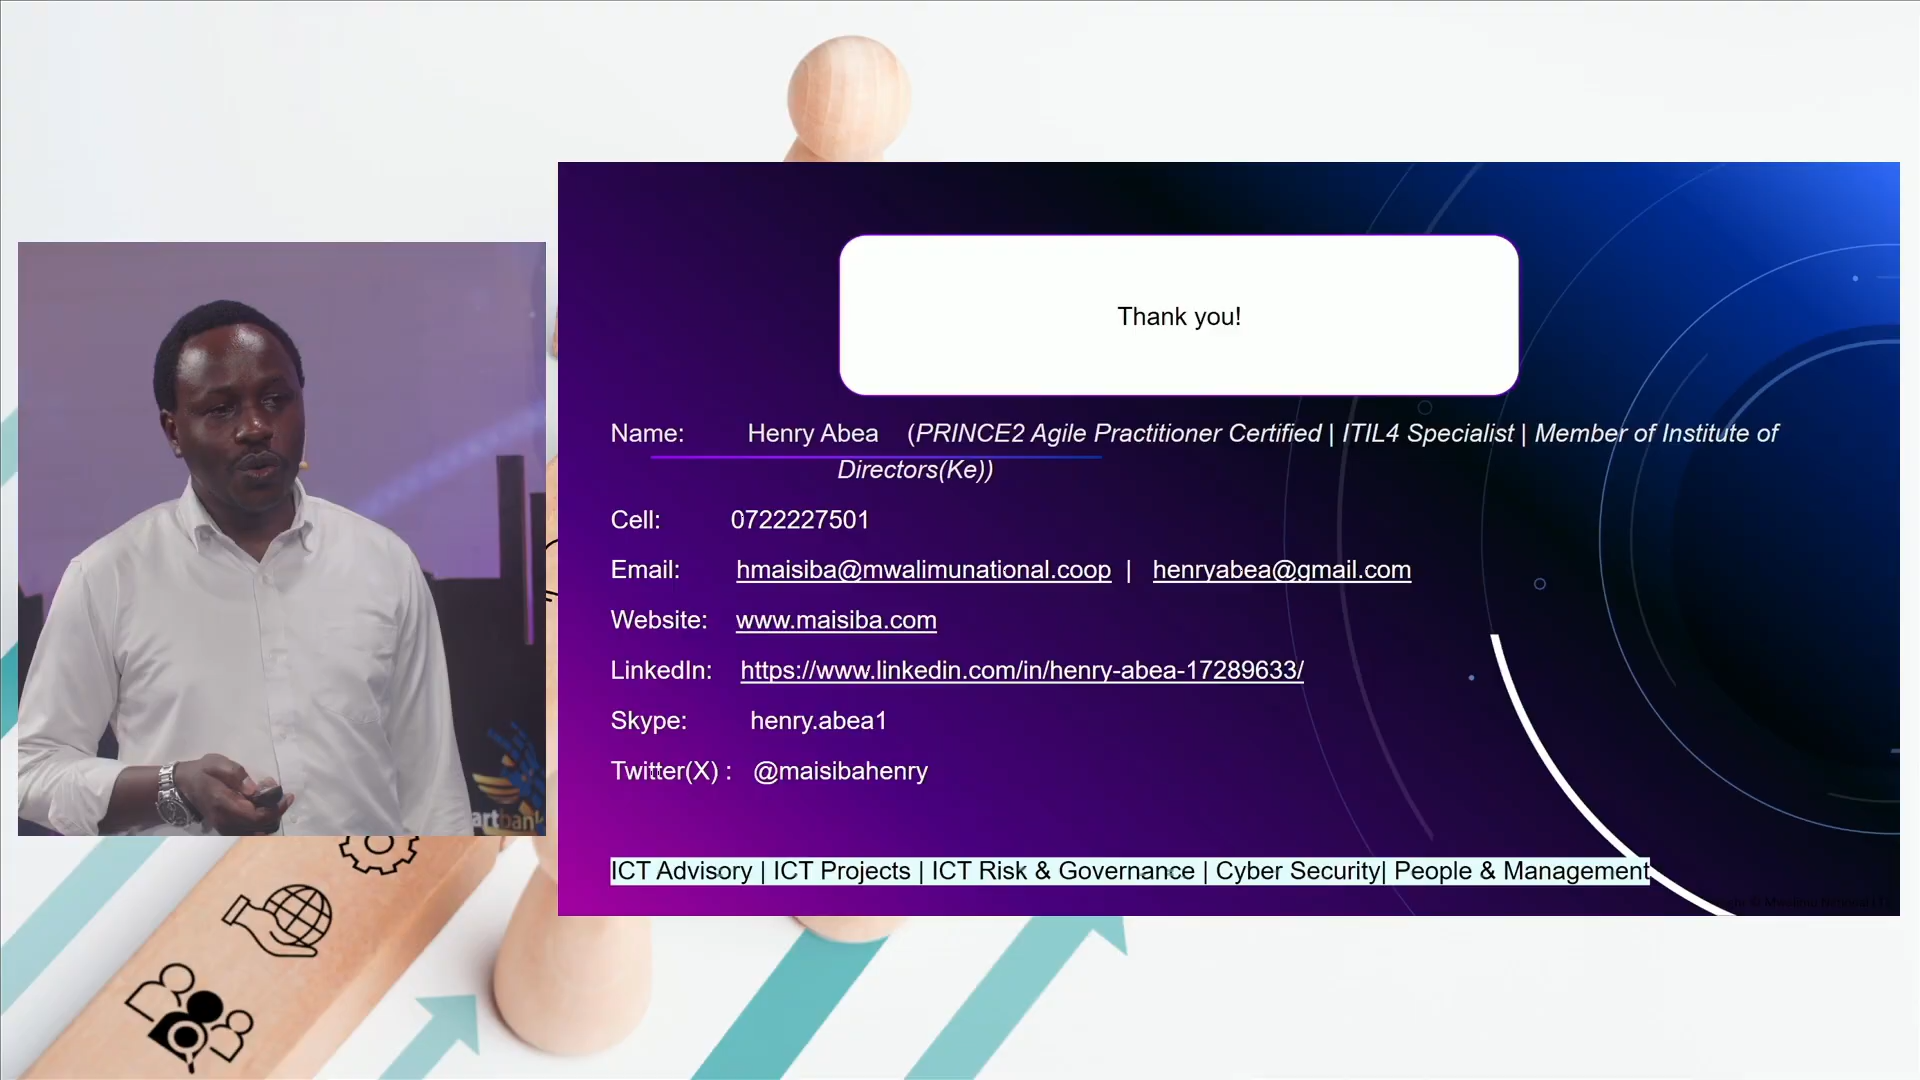 Thank you!
Name: Henry Abea (PRINCE2 Agile Practitioner Certified | ITIL4 Specialist | Member of Institute of
Directors(Ke))
Cell: 0722227501
Email: hmaisiba@mwalimunational.coop | henryabea@gmail.com
Website: www.maisiba.com
LinkedIn: https://www.linkedin.com/in/henry-abea-17289633/
Skype: henry.abea1
Twitter(X) : @maisibahenry
artbank
ICT Advisory | ICT Projects | ICT Risk & Governance | Cyber Security| People & Management